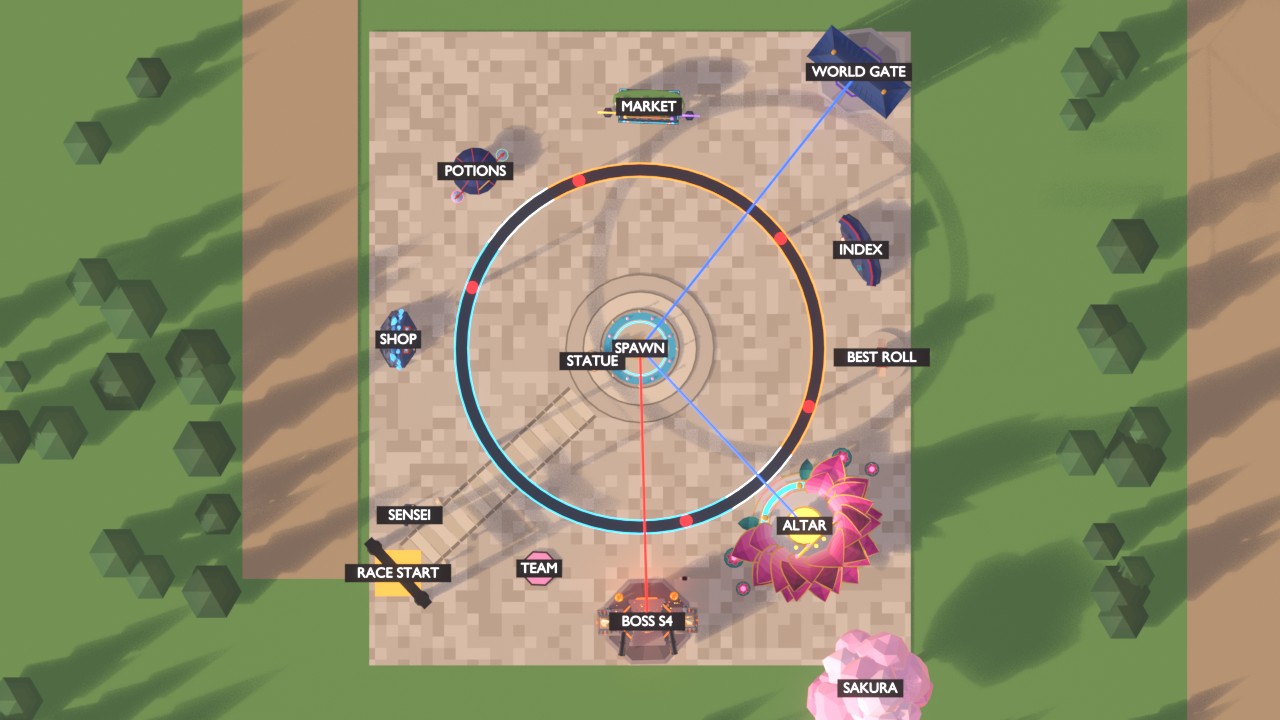 WORLD GATE
MARKET
POTIONS
INDEX
SHOP
SPAWN
STATUE
BEST ROLL
SENSEI
ALTAR
RACE START
TEAM
BOSS S4
SAKURA